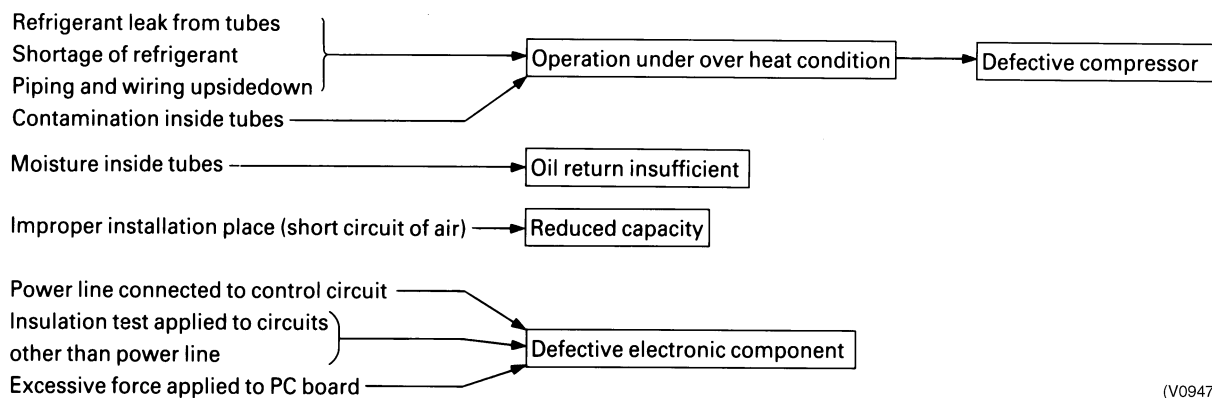 Refrigerant leak from tubes
Shortage of refrigerant
Piping and wiring upsidedown
Contamination inside tubes
Operation under over heat condition
Defective compressor
Moisture inside tubes
Oil return insufficient
Improper installation place (short circuit of air)
Reduced capacity
Power line connected to control circuit
Insulation test applied to circuits
other than power line
Excessive force applied to PC board
Defective electronic component
(V0947